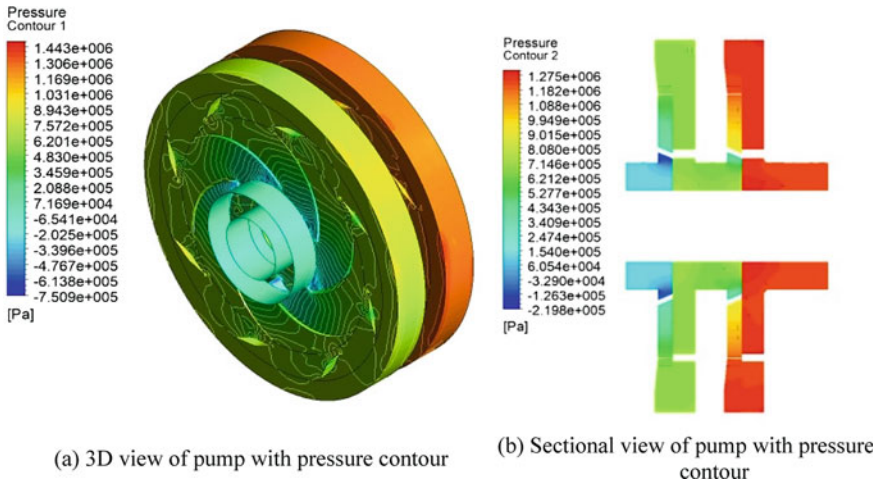 Pressure
Contour 1
1.443e+006
1.306e+006
1.169e+006
1.031e+006
8.943e+005
7.572e+005
6.201e+005
4.830e+005
3.459e+005
2.088e+005
7.169e+004
-6.541e+004
-2.025e+005
-3.396e+005
-4.767e+005
-6.138e+005
-7.509e+005
[Pa]
(a) 3D view of pump with pressure contour
Pressure
Contour 2
1.275e+006
1.182e+006
1.088e+006
9.949e+005
9.015e+005
8.080e+005
7.146e+005
6.212e+005
5.277e+005
4.343e+005
3.409e+005
2.474e+005
1.540e+005
6.054e+004
-3.290e+004
-1.263e+005
-2.198e+005
[Pa]
(b) Sectional view of pump with pressure
contour